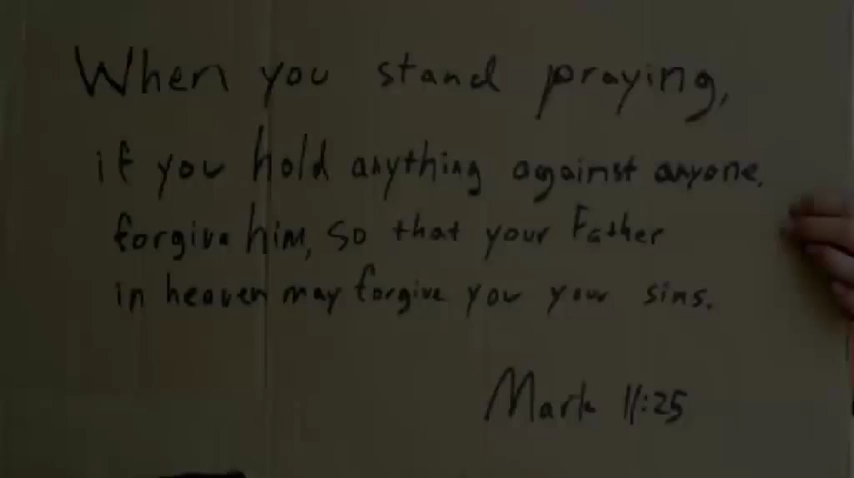 When you stand praying,
if you hold anything against anyone,
forgive him, so that your Father
in heaven may forgive you your sins.
Mark 11:25